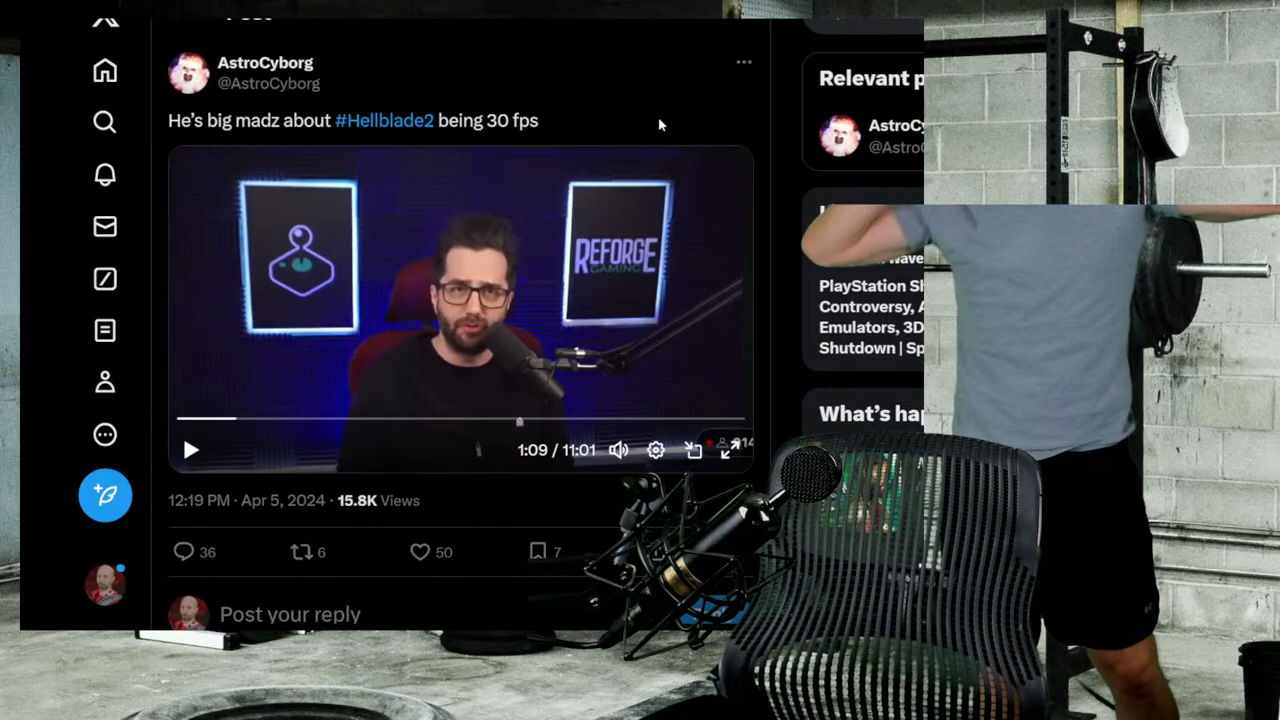 AstroCyborg
@AstroCyborg
He's big madz about #Hellblade2 being 30 fps
REFORGE
GAMING
1:09 / 11:01
12:19 PM · Apr 5, 2024 · 15.8K Views
36
6
50
7
Post your reply
Relevant p
AstroCy
@AstroC
PlayStation Sh
Controversy, A
Emulators, 3D
Shutdown | Sp
What's hap